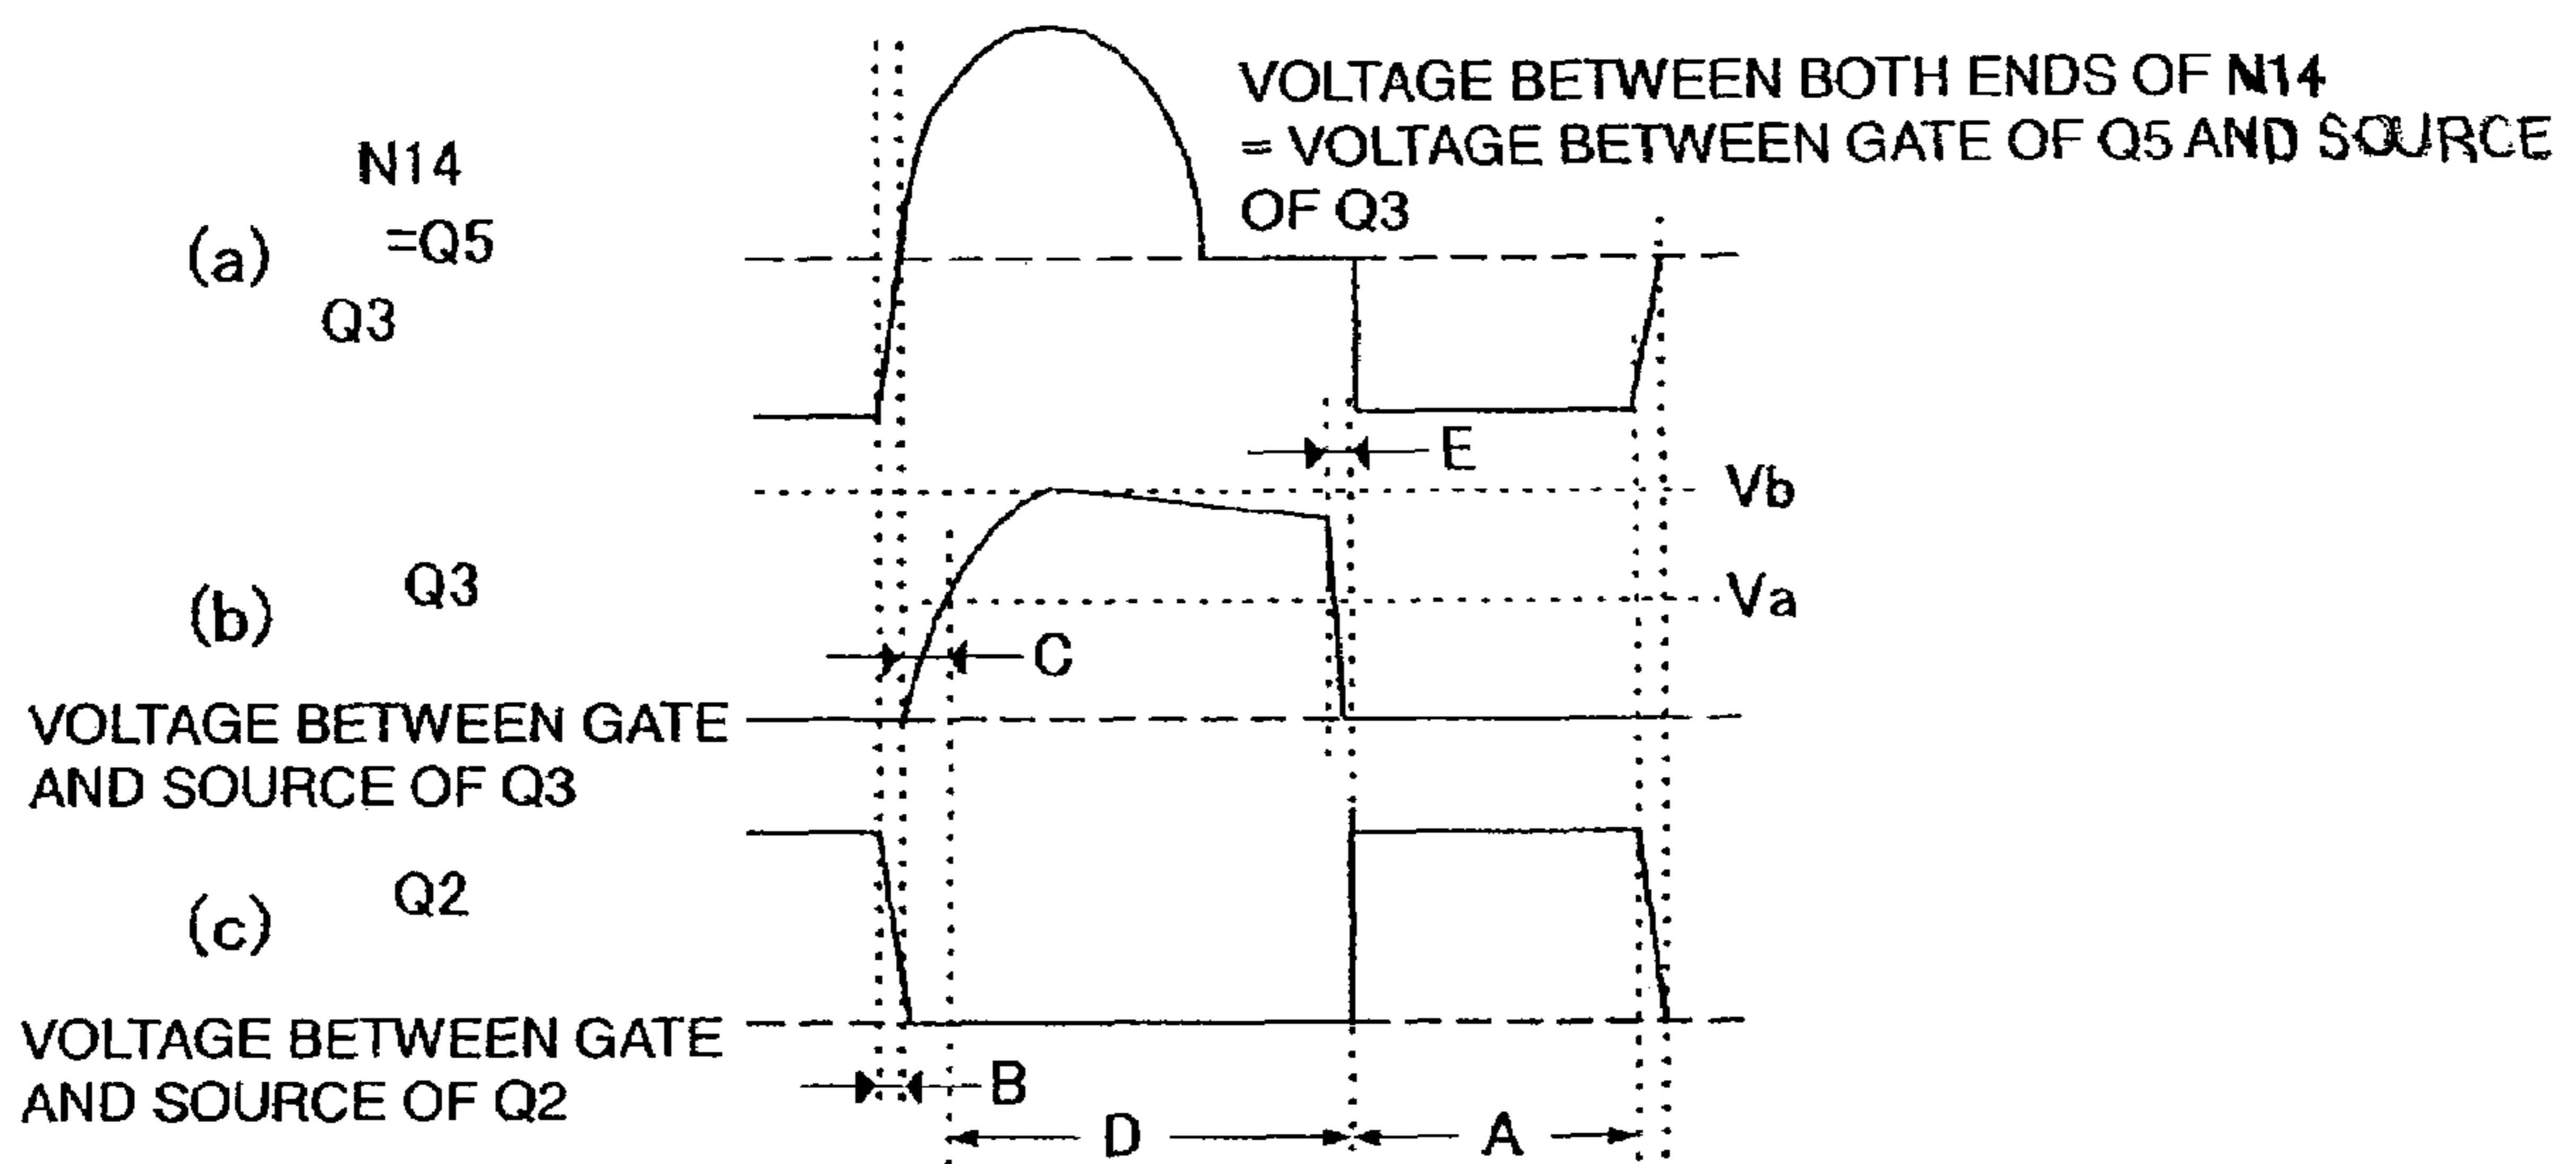 VOLTAGE BETWEEN BOTH ENDS OF N14
= VOLTAGE BETWEEN GATE OF Q5 AND SOURCE
OF Q3
N14
(a) =Q5
Q3
E
Vb
Q3
(b)
Va
C
VOLTAGE BETWEEN GATE
AND SOURCE OF Q3
Q2
(c)
VOLTAGE BETWEEN GATE
AND SOURCE OF Q2
B
D
A